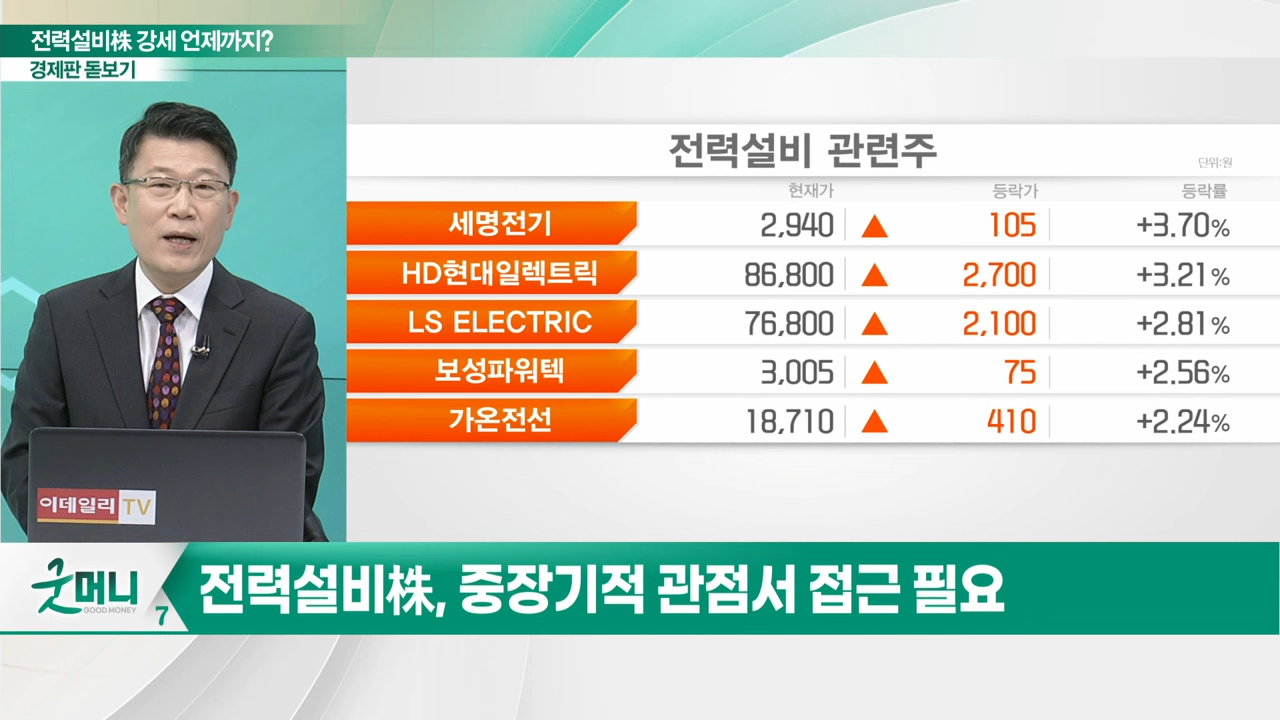 전력설비株 강세 언제까지?
경제판 돋보기
전력설비 관련주
단위:원
현재가 등락가 등락률
세명전기 2,940 ▲ 105 +3.70%
HD현대일렉트릭 86,800 ▲ 2,700 +3.21%
LS ELECTRIC 76,800 ▲ 2,100 +2.81%
보성파워텍 3,005 ▲ 75 +2.56%
가온전선 18,710 ▲ 410 +2.24%
이데일리 TV
굿머니
GOOD MONEY
7
전력설비株, 중장기적 관점서 접근 필요